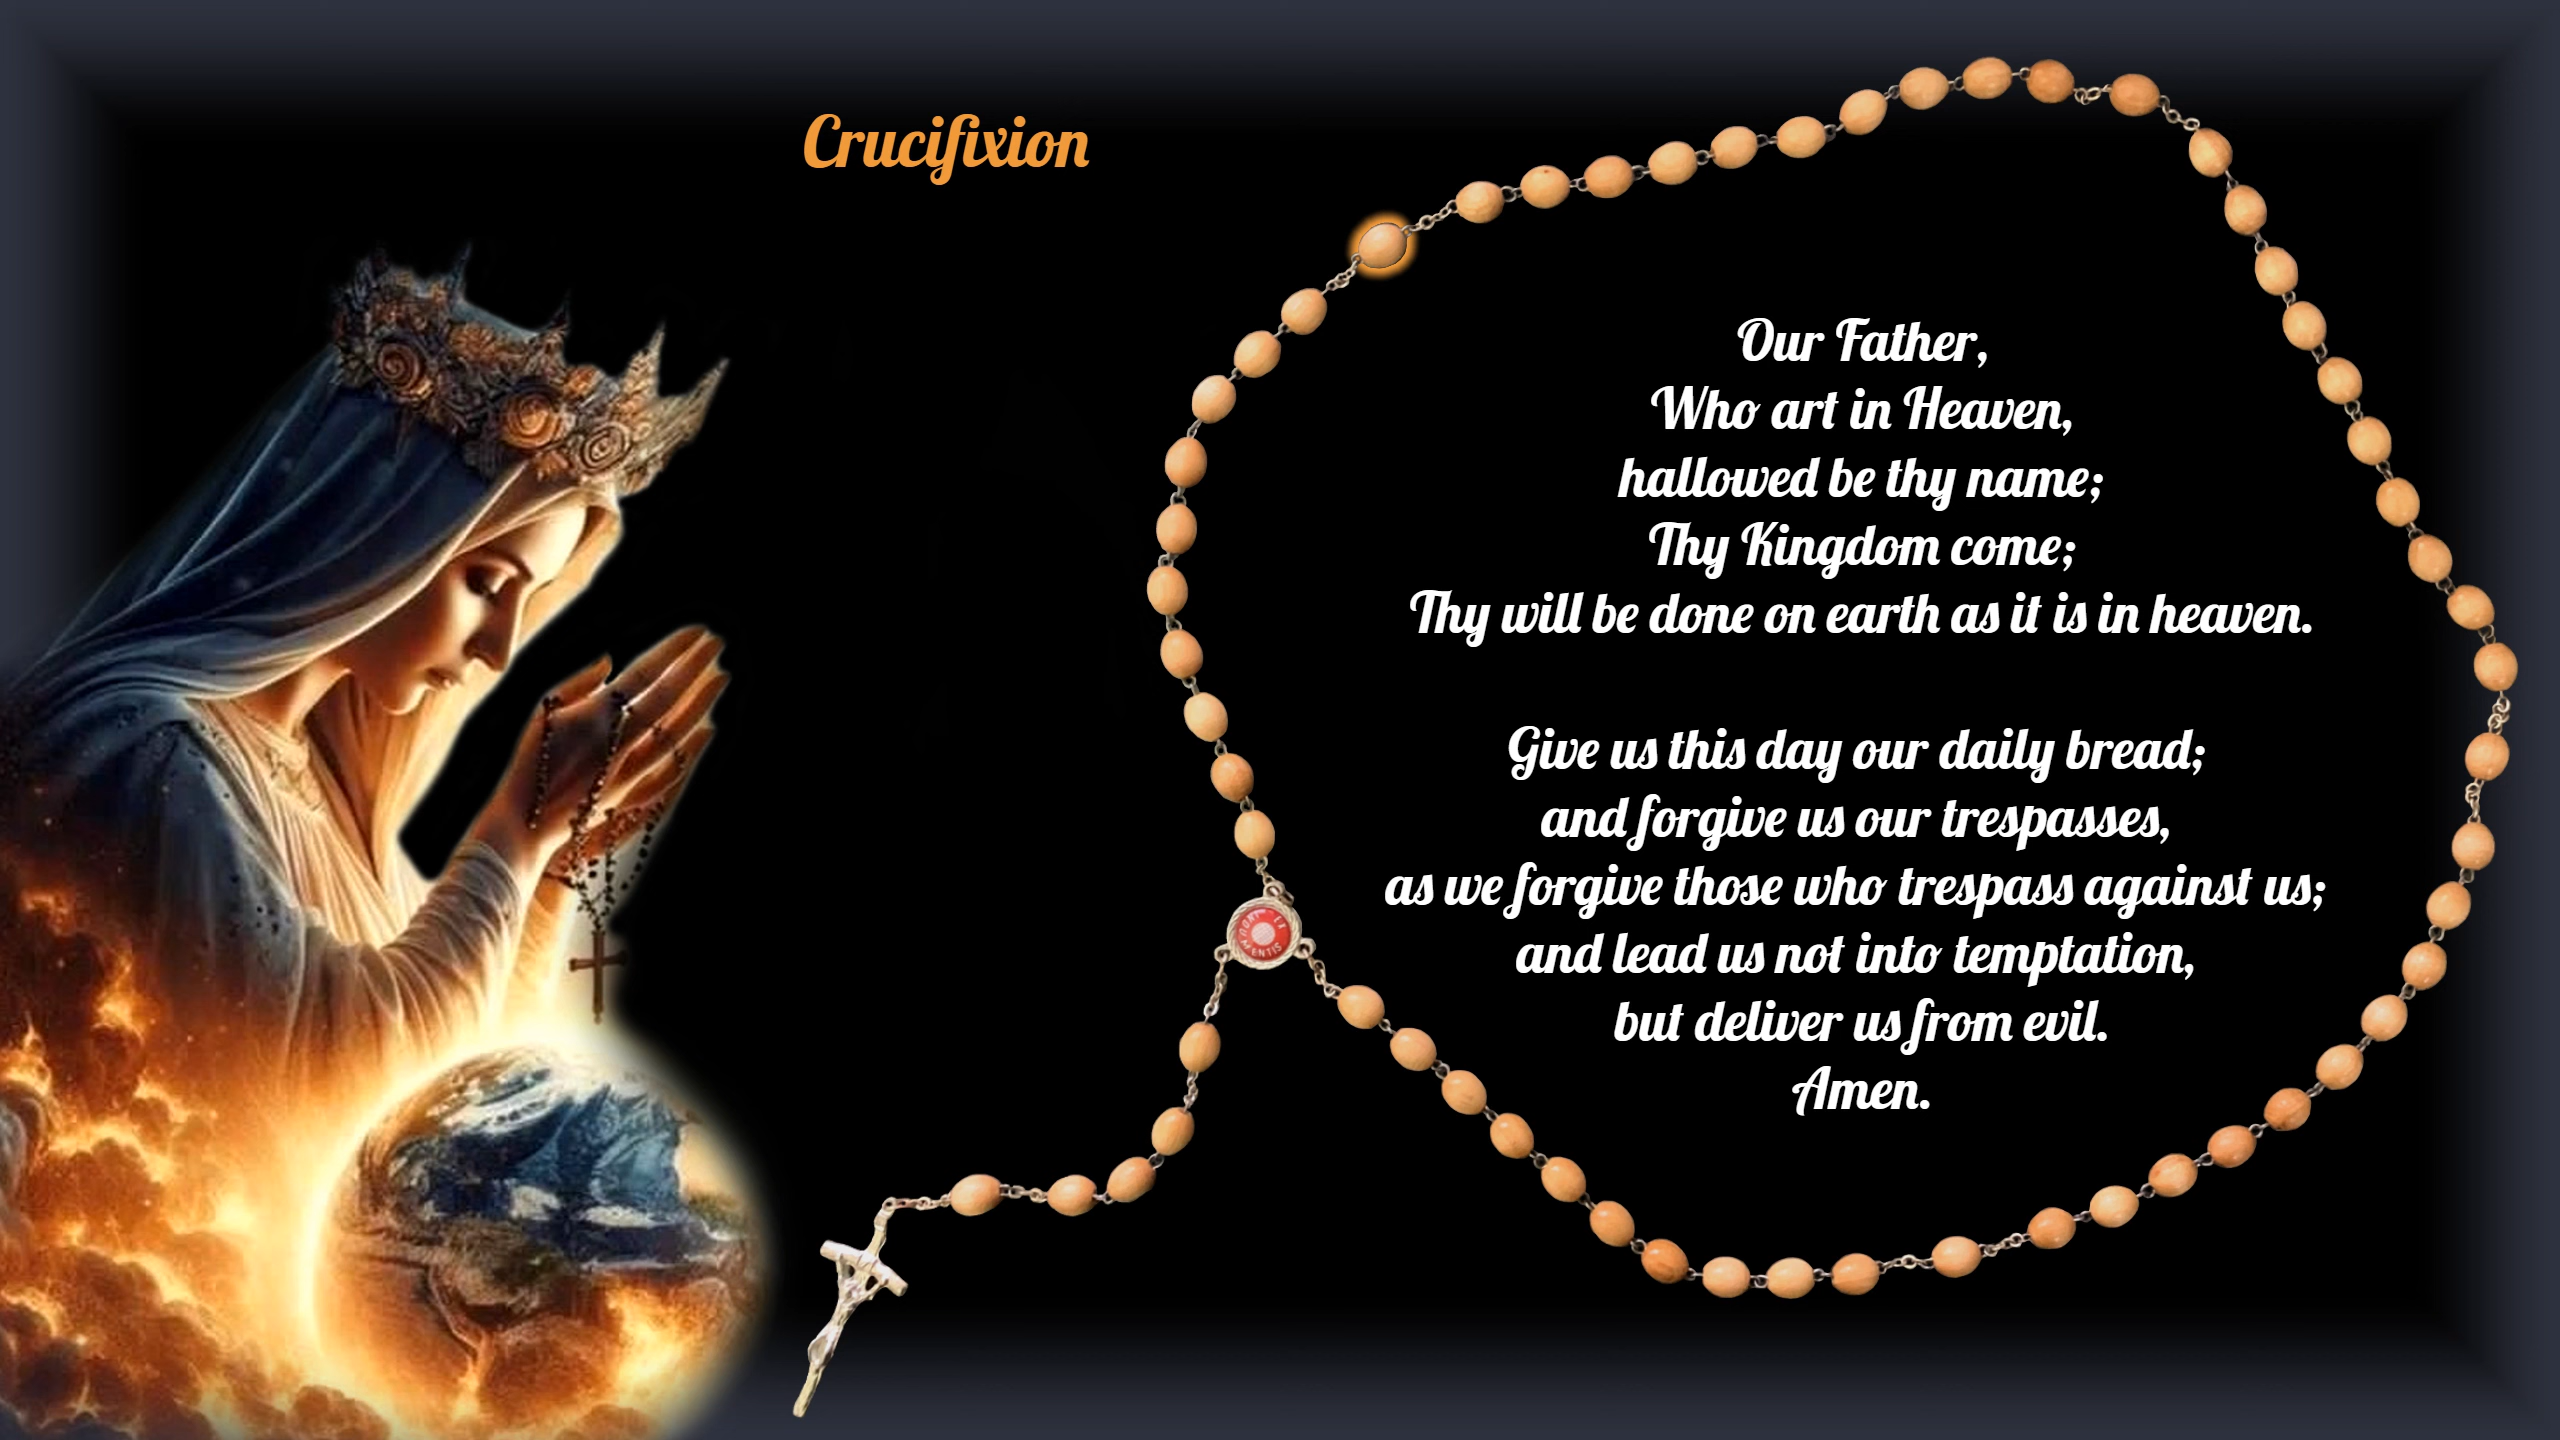 Crucifixion
Our Father,
Who art in Heaven,
hallowed be thy name;
Thy Kingdom come;
Thy will be done on earth as it is in heaven.
Give us this day our daily bread;
and forgive us our trespasses,
as we forgive those who trespass against us;
and lead us not into temptation,
but deliver us from evil.
Amen.